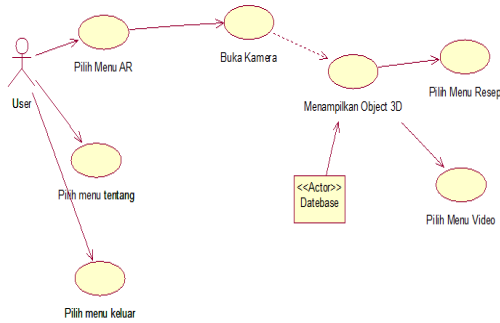 Pilih Menu AR
Buka Kamera
User
Menampilkan Object 3D
Pilih Menu Resep
Pilih menu tentang
<<Actor>>
Datebase
Pilih Menu Video
Pilih menu keluar